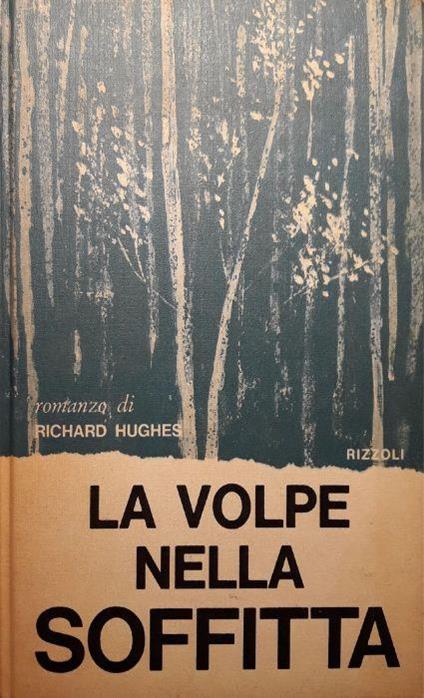 romanzo di
RICHARD HUGHES
RIZZOLI
LA VOLPE
NELLA
SOFFITTA